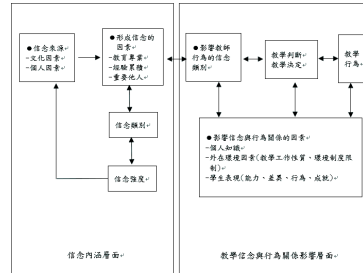 ●信念來源
-文化因素
-個人因素
●形成信念的
因素
-教育專業
-經驗累積
-重要他人
信念類別
信念強度
信念內涵層面
●影響教師
行為的信念
類別
教學判斷
教學決定
教學
行為
●影響信念與行為關係的因素
-個人知識
-外在環境因素(教學工作性質、環境制度限
制)
-學生表現(能力、差異、行為、成就)
教學信念與行為關係影響層面